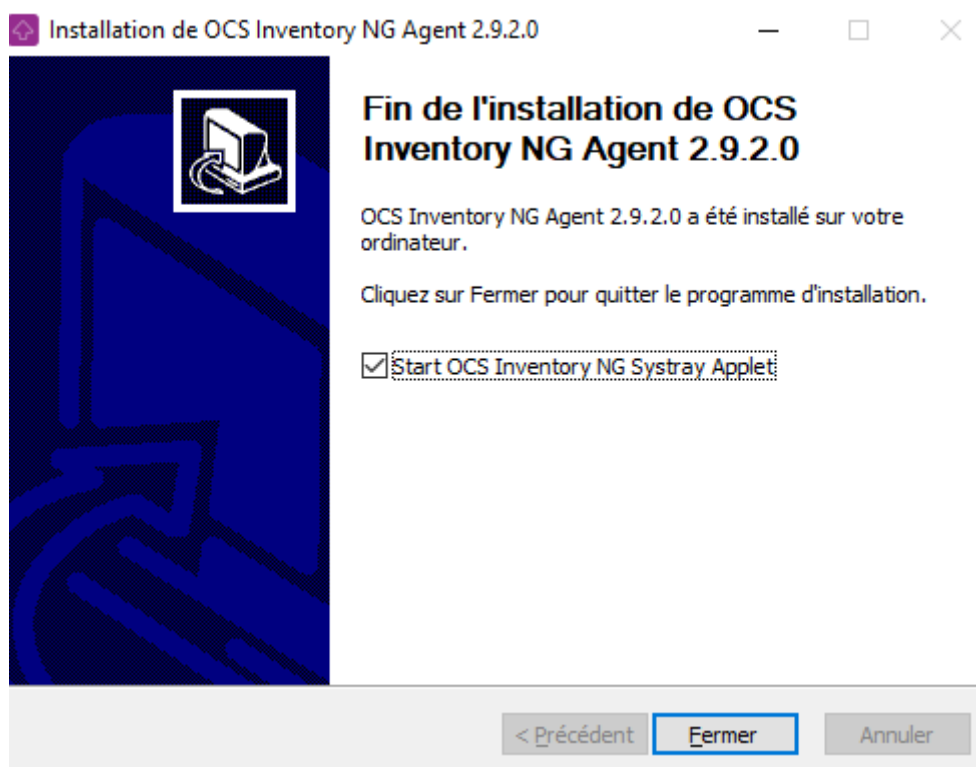 Installation de OCS Inventory NG Agent 2.9.2.0
Fin de l'installation de OCS
Inventory NG Agent 2.9.2.0
OCS Inventory NG Agent 2.9.2.0 a été installé sur votre
ordinateur.
Cliquez sur Fermer pour quitter le programme d'installation.
Start OCS Inventory NG Systray Applet
< Précédent Fermer Annuler